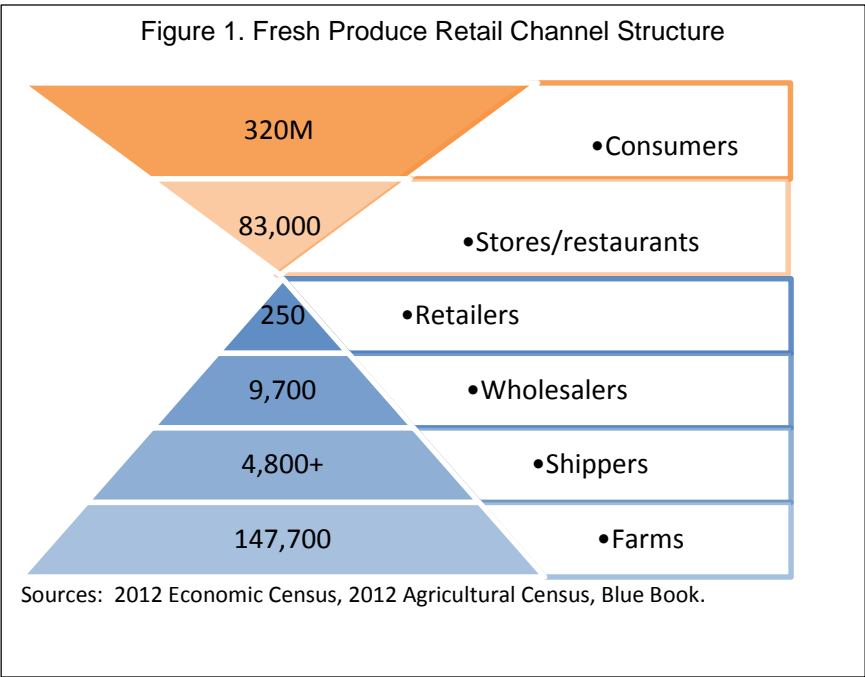 Figure 1. Fresh Produce Retail Channel Structure
320M
•Consumers
83,000
•Stores/restaurants
250
•Retailers
9,700
•Wholesalers
4,800+
•Shippers
147,700
•Farms
Sources:  2012 Economic Census, 2012 Agricultural Census, Blue Book.